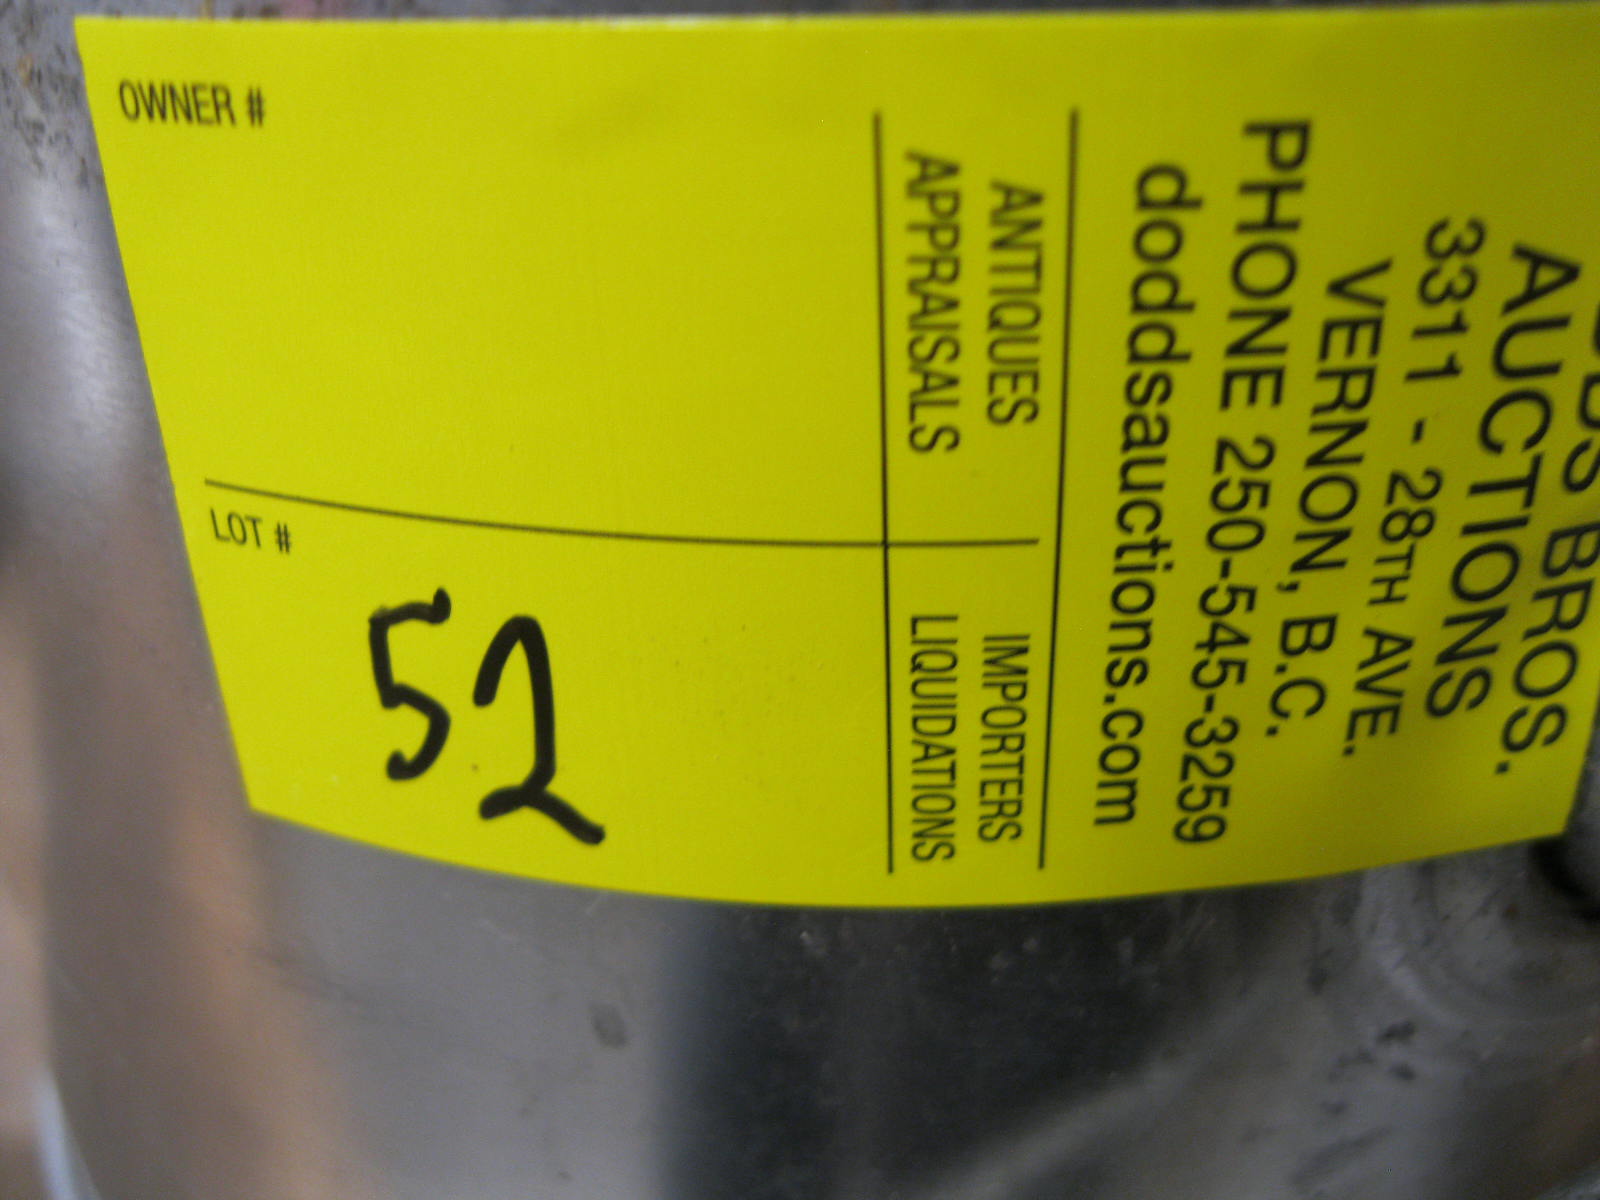 BROS.
AUCTIONS
3311 - 28TH AVE.
VERNON, B.C.
PHONE 250-545-3259
doddsauctions.com
ANTIQUES IMPORTERS
APPRAISALS LIQUIDATIONS
OWNER #
LOT #
52